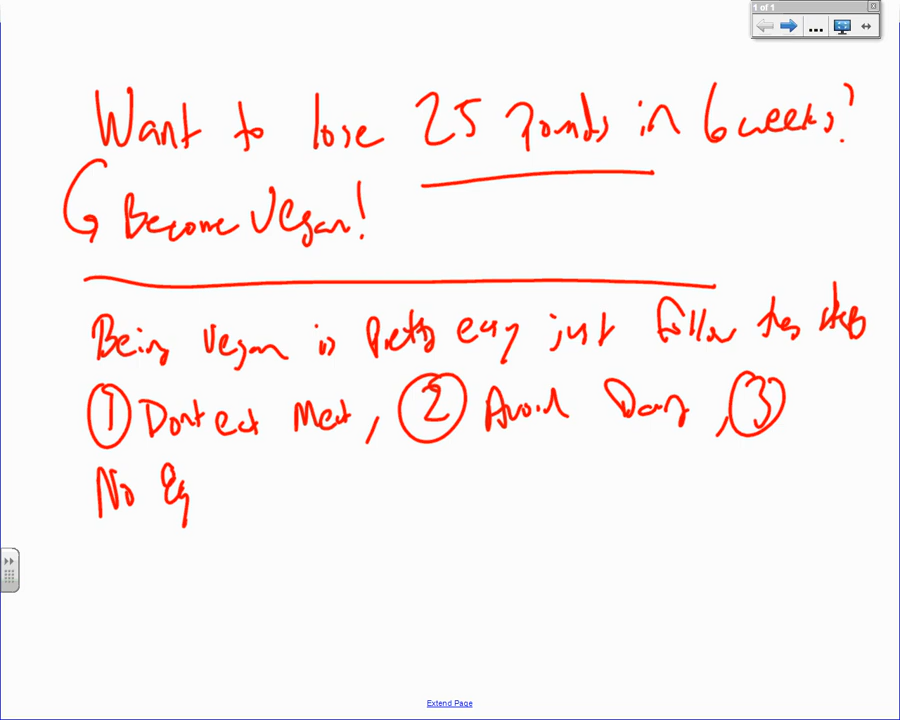 1 of 1
Want to lose 25 pounds in 6 weeks?
Become Vegan!
Being vegan is Pretty easy just follow thes steps
① Dont eat Meat, ② Avoid Dairy, ③
No Eg
Extend Page